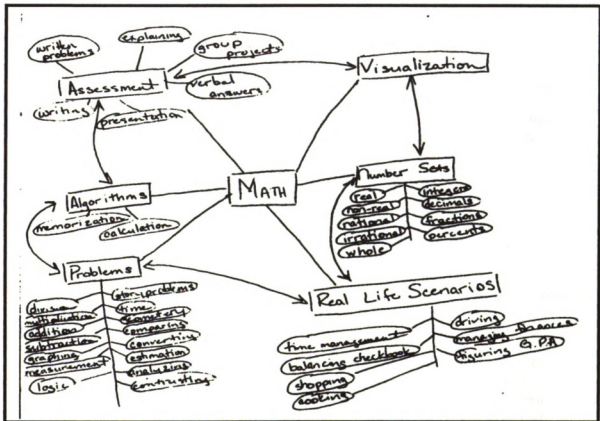 written problems
explaining
group projects
Assessment
verbal answers
writing
presentation
Visualization
Algorithms
memorization
calculation
MATH
Number Sets
real
non-real
rational
irrational
whole
integers
decimals
fractions
percents
Problems
division
multiplication
addition
subtraction
graphing
measurement
logic
story problems
time
geometry
comparing
converting
estimation
analyzing
contrasting
Real Life Scenarios
time management
balancing checkbook
shopping
cooking
driving
managing finances
figuring G.P.A